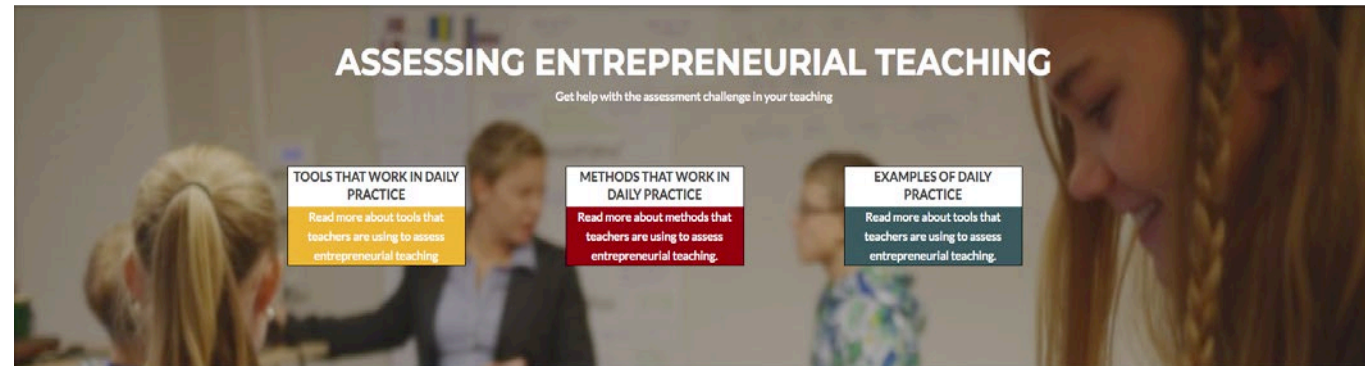 ASSESSING ENTREPRENEURIAL TEACHING
Get help with the assessment challenge in your teaching
TOOLS THAT WORK IN DAILY
PRACTICE
Read more about tools that
teachers are using to assess
entrepreneurial teaching
METHODS THAT WORK IN
DAILY PRACTICE
Read more about methods that
teachers are using to assess
entrepreneurial teaching.
EXAMPLES OF DAILY
PRACTICE
Read more about tools that
teachers are using to assess
entrepreneurial teaching.